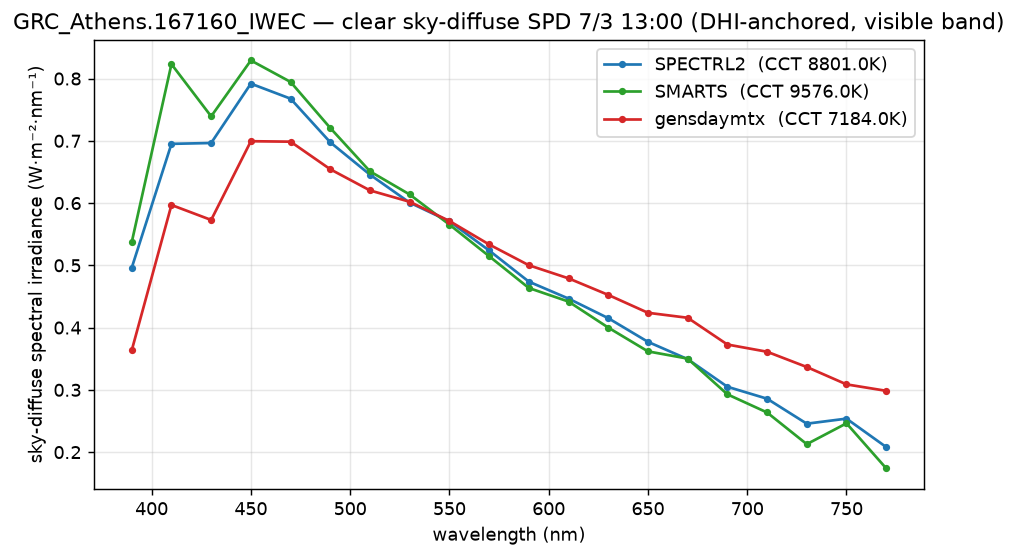 GRC_Athens.167160_IWEC — clear sky-diffuse SPD 7/3 13:00 (DHI-anchored, visible band)
SPECTRL2 (CCT 8801.0K)
SMARTS (CCT 9576.0K)
gensdaymtx (CCT 7184.0K)
sky-diffuse spectral irradiance (W·m⁻²·nm⁻¹)
0.8
0.7
0.6
0.5
0.4
0.3
0.2
400 450 500 550 600 650 700 750
wavelength (nm)